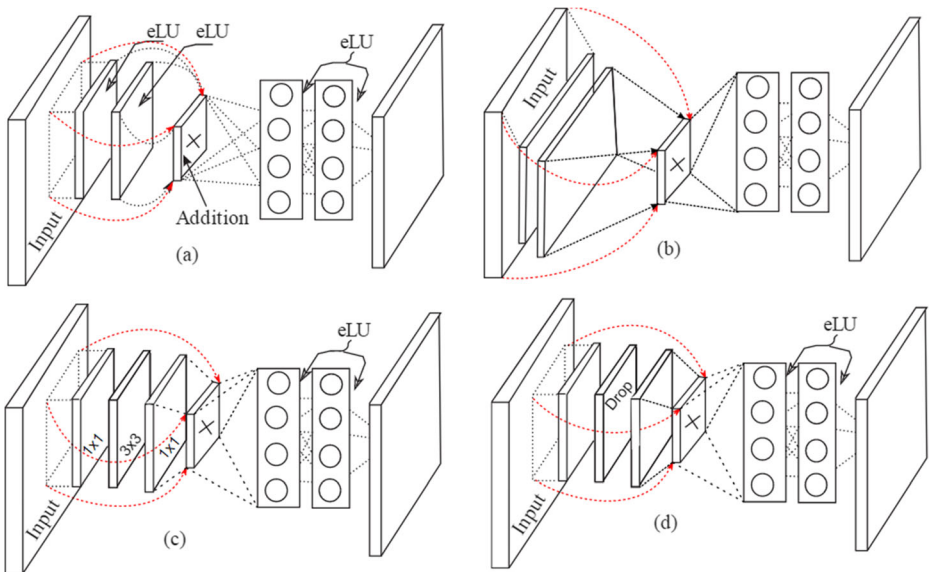 eLU
eLU
eLU
Input
Addition
(a)
Input
(b)
Input
1x1
3x3
1x1
eLU
(c)
Input
Drop
eLU
(d)